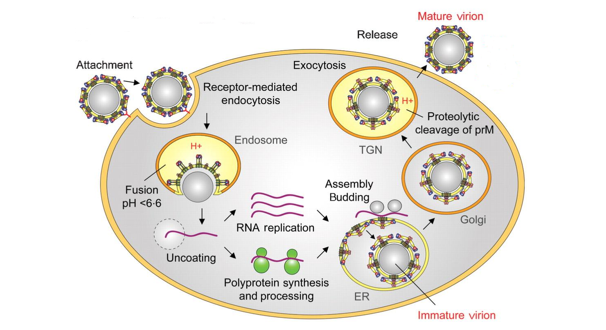 Mature virion
Release
Attachment
Exocytosis
Receptor-mediated
endocytosis
H+
Proteolytic
cleavage of prM
Endosome
TGN
H+
Fusion
pH <6·6
Assembly
Budding
Golgi
RNA replication
Uncoating
Polyprotein synthesis
and processing
ER
Immature virion